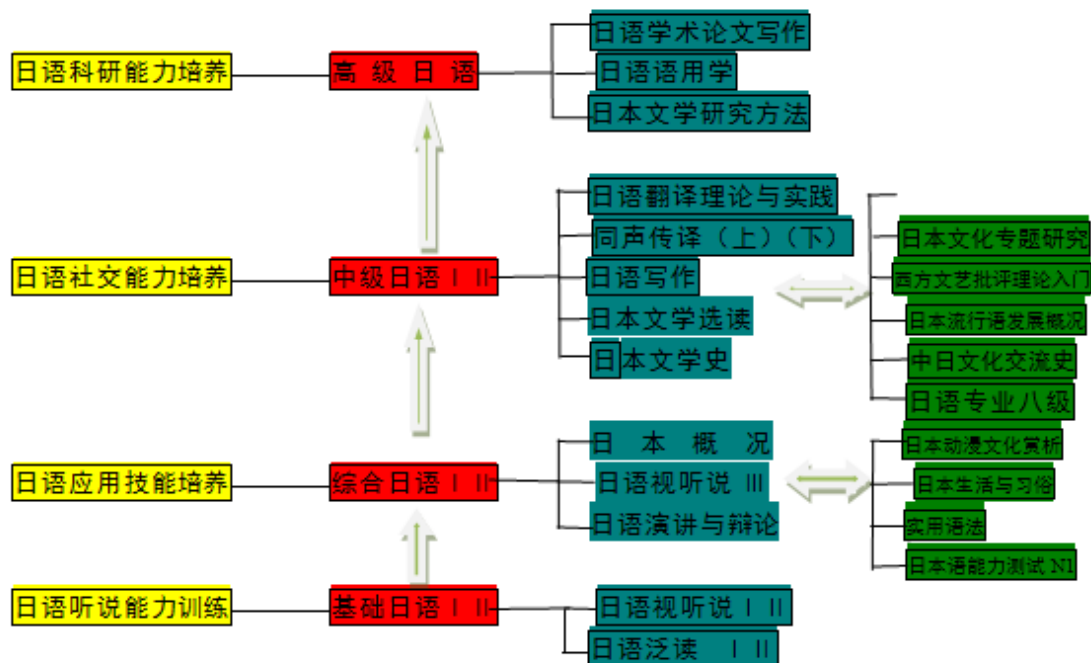 日语学术论文写作
日语科研能力培养
高级日语
日语语用学
日本文学研究方法
日语翻译理论与实践
同声传译（上）（下）
日本文化专题研究
日语社交能力培养
中级日语Ⅰ Ⅱ
日语写作
西方文艺批评理论入门
日本文学选读
日本流行语发展概况
日本文学史
中日文化交流史
日语专业八级
日本概况
日本动漫文化赏析
日语应用技能培养
综合日语Ⅰ Ⅱ
日语视听说Ⅲ
日本生活与习俗
日语演讲与辩论
实用语法
日本语能力测试 N1
日语听说能力训练
基础日语Ⅰ Ⅱ
日语视听说Ⅰ Ⅱ
日语泛读 Ⅰ Ⅱ